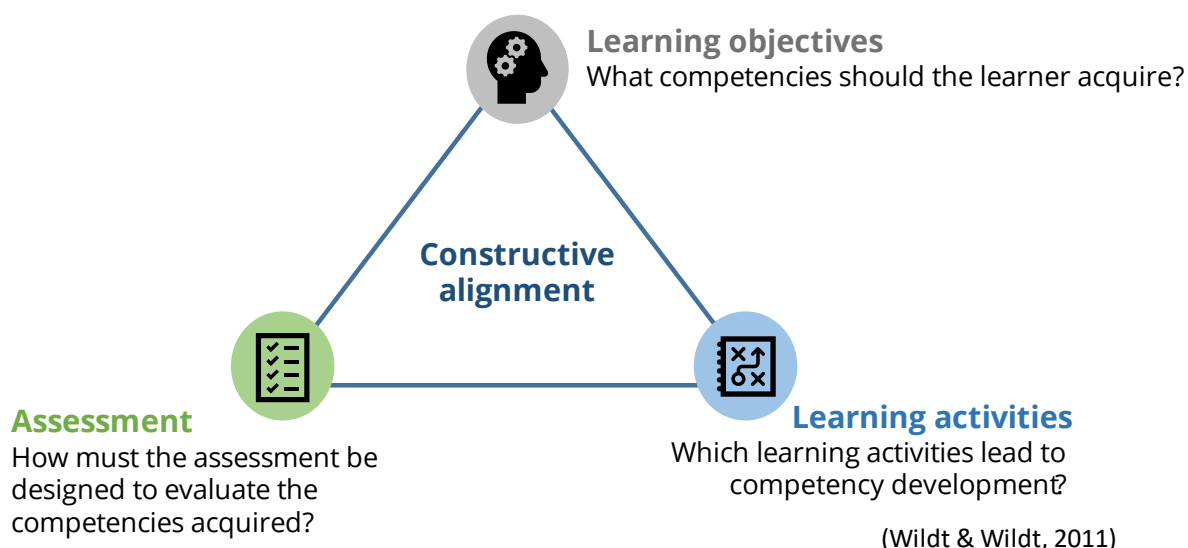 Learning objectives
What competencies should the learner acquire?
Constructive
alignment
Assessment
How must the assessment be
designed to evaluate the
competencies acquired?
Learning activities
Which learning activities lead to
competency development?
(Wildt & Wildt, 2011)